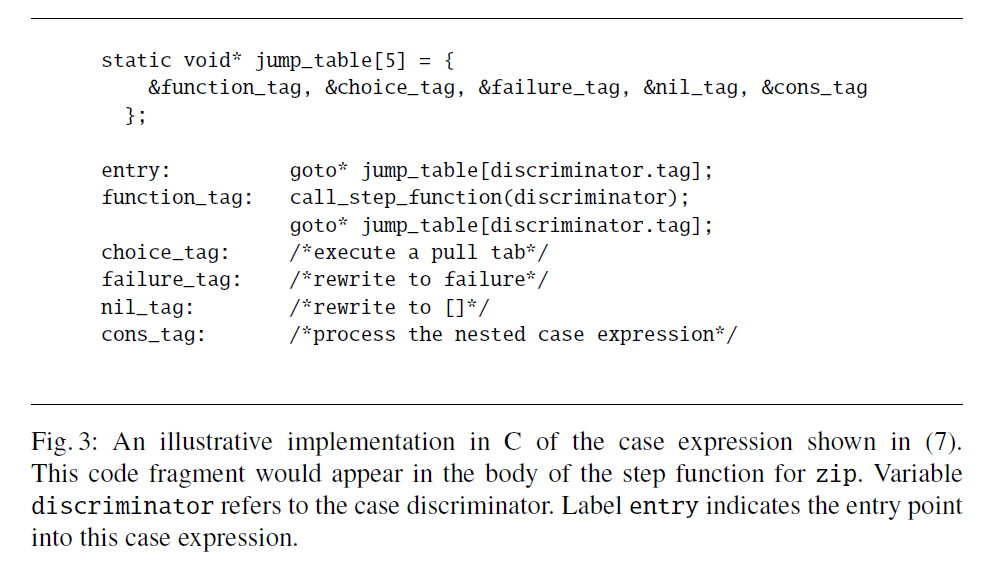 static void* jump_table[5] = {
&function_tag, &choice_tag, &failure_tag, &nil_tag, &cons_tag
};
entry: goto* jump_table[discriminator.tag];
function_tag: call_step_function(discriminator);
goto* jump_table[discriminator.tag];
choice_tag: /*execute a pull tab*/
failure_tag: /*rewrite to failure*/
nil_tag: /*rewrite to []*/
cons_tag: /*process the nested case expression*/
Fig. 3: An illustrative implementation in C of the case expression shown in (7).
This code fragment would appear in the body of the step function for zip. Variable
discriminator refers to the case discriminator. Label entry indicates the entry point
into this case expression.